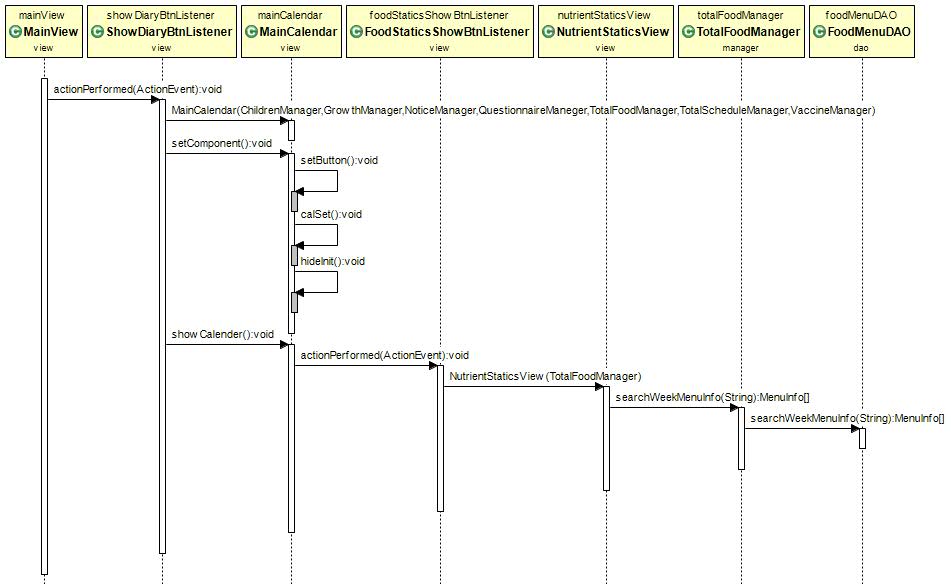 mainView
C MainView
view
show DiaryBtnListener
C ShowDiaryBtnListener
view
mainCalendar
C MainCalendar
view
foodStaticsShow BtnListener
C FoodStaticsShowBtnListener
view
nutrientStaticsView
C NutrientStaticsView
view
totalFoodManager
C TotalFoodManager
manager
foodMenuDAO
C FoodMenuDAO
dao
actionPerformed(ActionEvent):void
MainCalendar(ChildrenManager,GrowthManager,NoticeManager,QuestionnaireMeneger,TotalFoodManager,TotalScheduleManager,VaccineManager)
setComponent():void
setButton():void
calSet():void
hideInit():void
show Calender():void
actionPerformed(ActionEvent):void
NutrientStaticsView (TotalFoodManager)
searchWeekMenuInfo(String):MenuInfo[]
searchWeekMenuInfo(String):MenuInfo[]